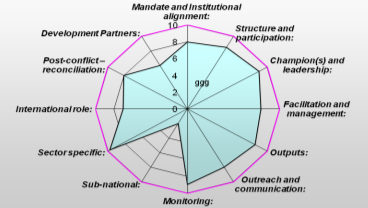 Mandate and Institutional
alignment:
Structure and
participation:
Champion(s) and
leadership:
Facilitation and
management:
Outputs:
Outreach and
communication:
Monitoring:
Sub-national:
Sector specific:
International role:
Post-conflict–
reconciliation:
Development Partners:
10
8
6
4
2
0
ggg